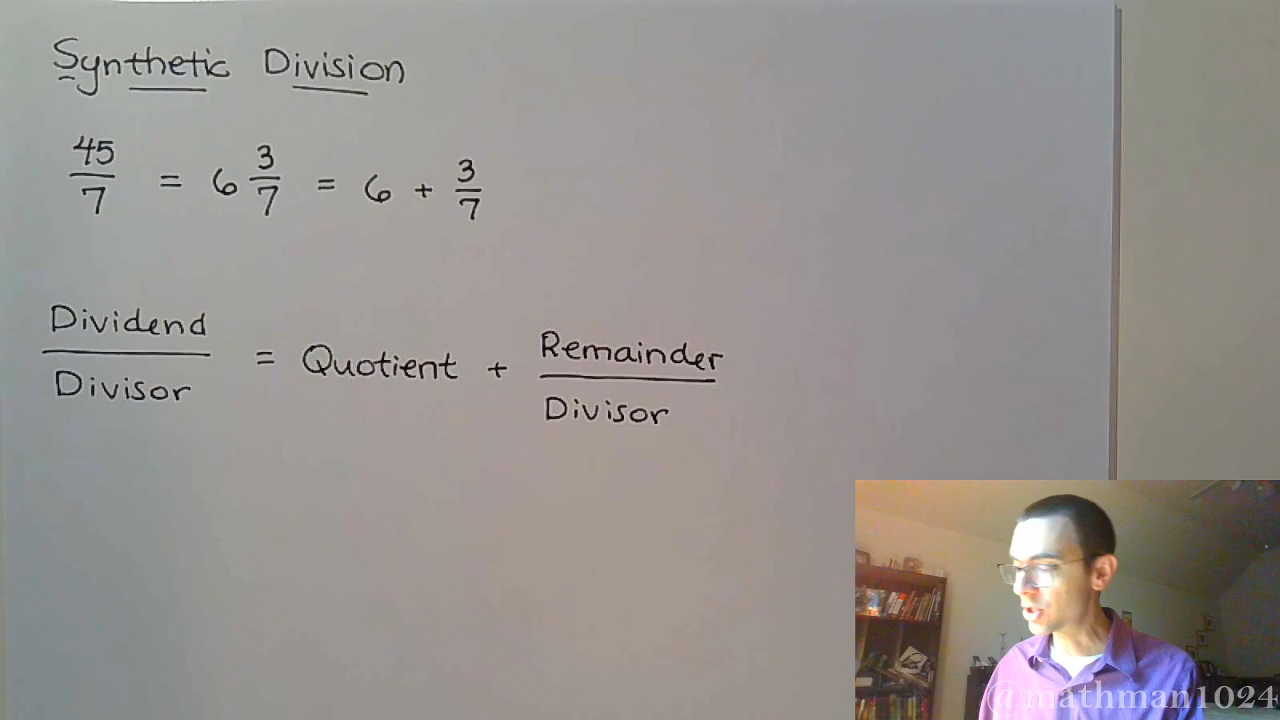 Synthetic Division
45/7 = 6 3/7 = 6 + 3/7
Dividend/Divisor = Quotient + Remainder/Divisor
@mathman1024